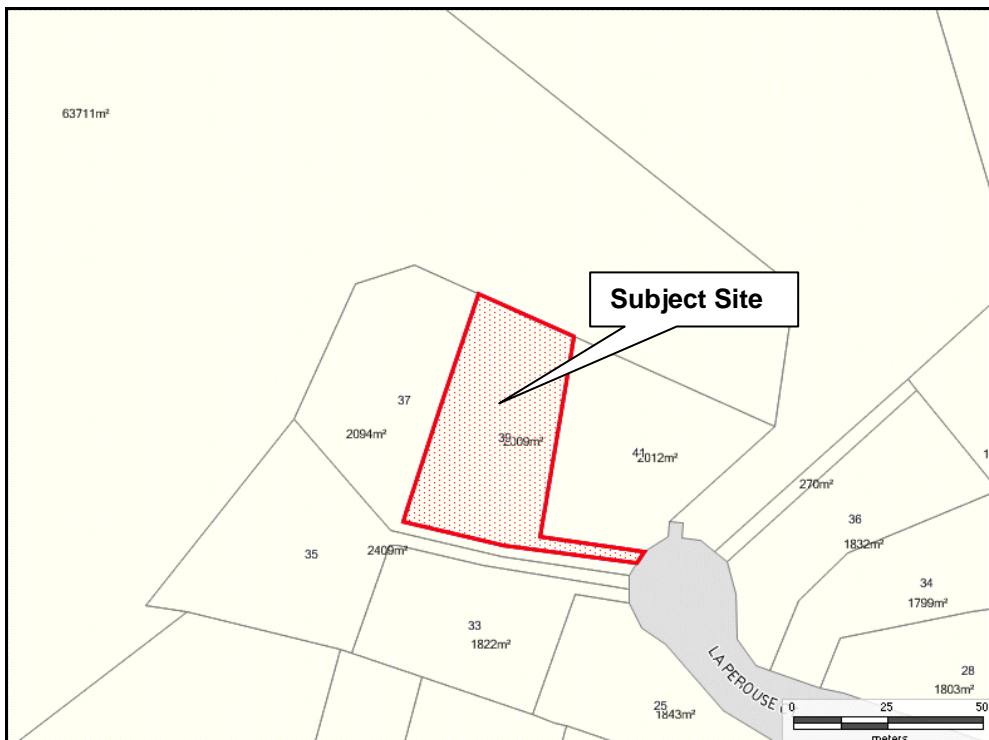 63711m²
Subject Site
37
2094m²
39
2009m²
41
2012m²
270m²
36
1832m²
35
2409m²
34
1799m²
33
1822m²
LA PEROUSE
28
1803m²
25
1843m²
0 25 50
meters